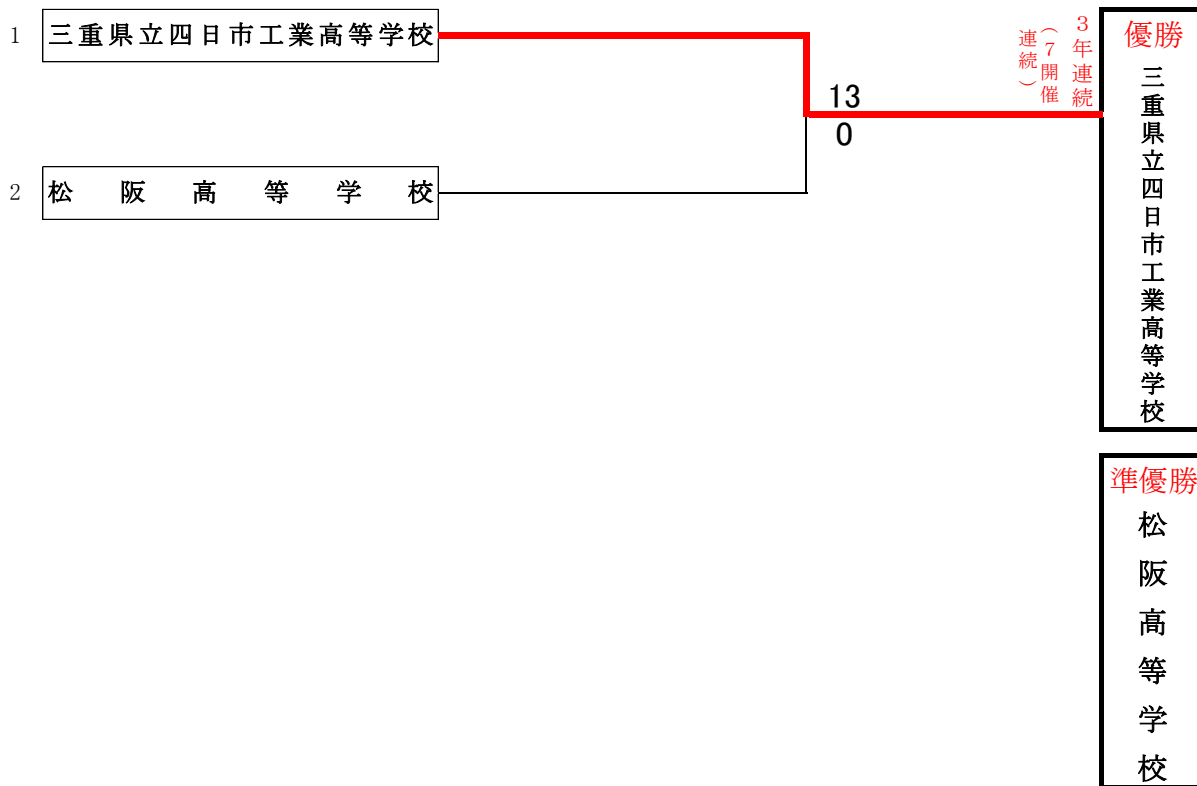 1 三重県立四日市工業高等学校
13
0
2 松阪高等学校
３年連続
（７開催
連続）
優勝
三重県立四日市工業高等学校
準優勝
松阪高等学校